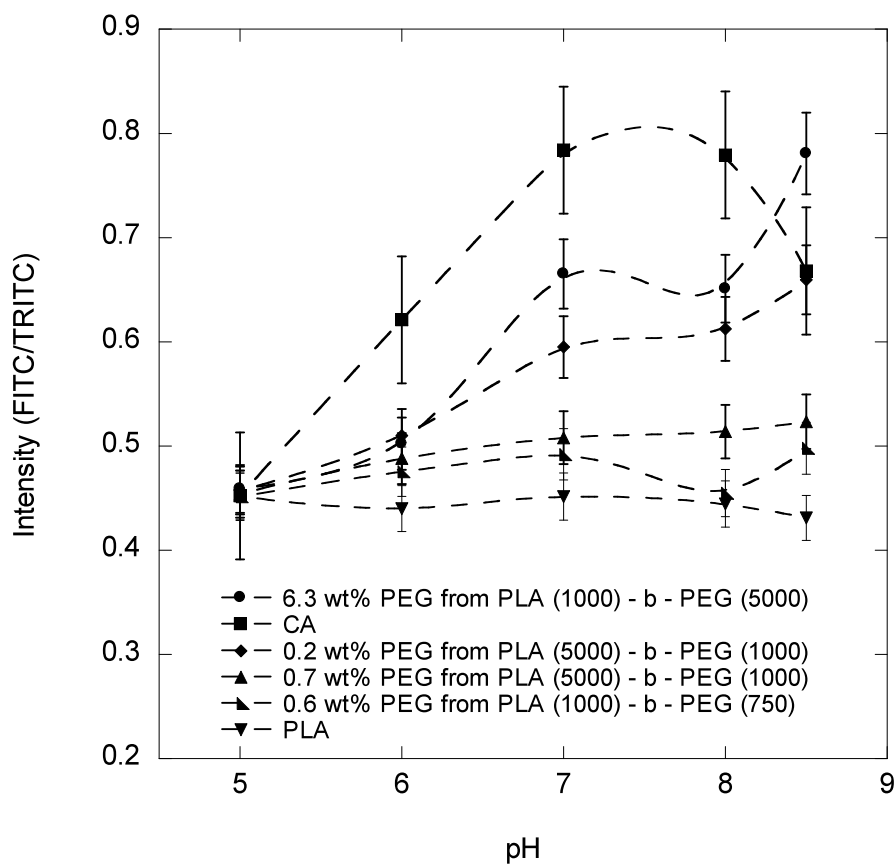 0.9
0.8
0.7
0.6
0.5
0.4
0.3
0.2
Intensity (FITC/TRITC)
6.3 wt% PEG from PLA (1000) - b - PEG (5000)
CA
0.2 wt% PEG from PLA (5000) - b - PEG (1000)
0.7 wt% PEG from PLA (5000) - b - PEG (1000)
0.6 wt% PEG from PLA (1000) - b - PEG (750)
PLA
5 6 7 8 9
pH